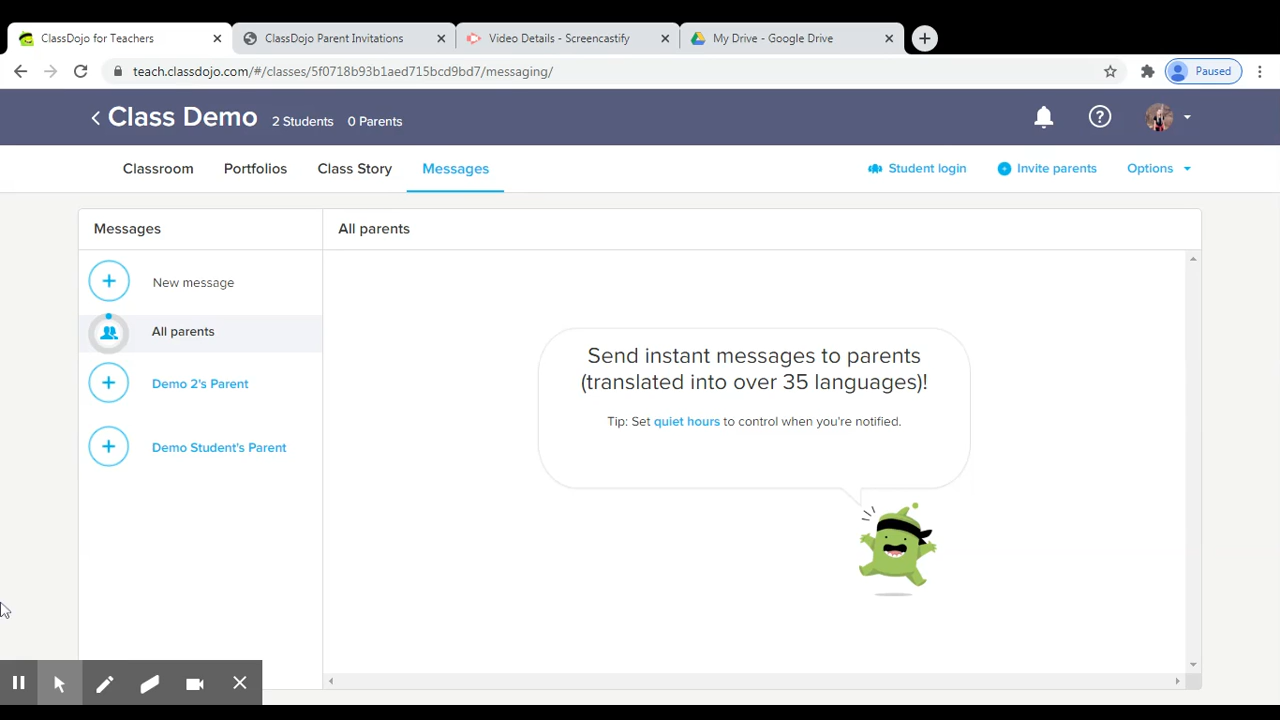 ClassDojo for Teachers
ClassDojo Parent Invitations
Video Details - Screencastify
My Drive - Google Drive
teach.classdojo.com/#/classes/5f0718b93b1aed715bcd9bd7/messaging/
Paused
Class Demo 2 Students 0 Parents
Classroom Portfolios Class Story Messages Student login Invite parents Options
Messages
All parents
New message
All parents
Demo 2's Parent
Demo Student's Parent
Send instant messages to parents
(translated into over 35 languages)!
Tip: Set quiet hours to control when you're notified.